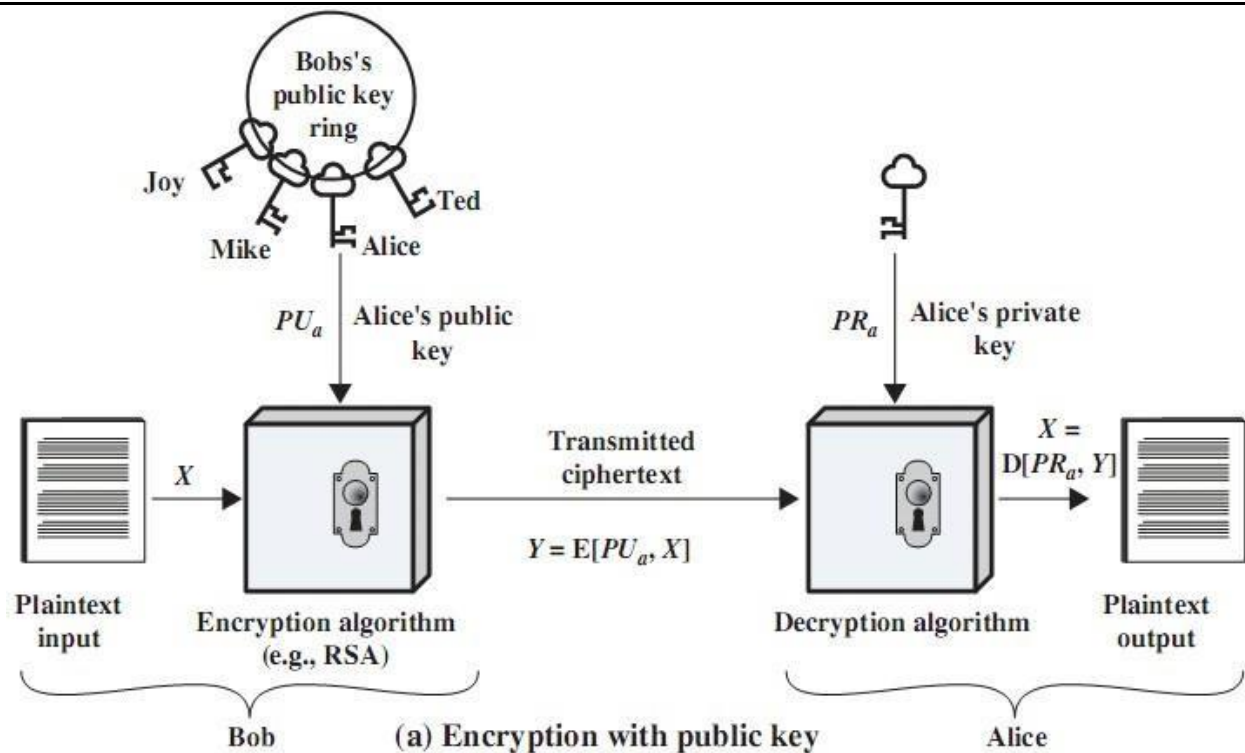 Bobs's
public key
ring
Joy
Ted
Mike
Alice
PUa
Alice's public
key
PRa
Alice's private
key
X
Transmitted
ciphertext
X =
D[PRa, Y]
Y = E[PUa, X]
Plaintext
input
Encryption algorithm
(e.g., RSA)
Decryption algorithm
Plaintext
output
Bob
(a) Encryption with public key
Alice